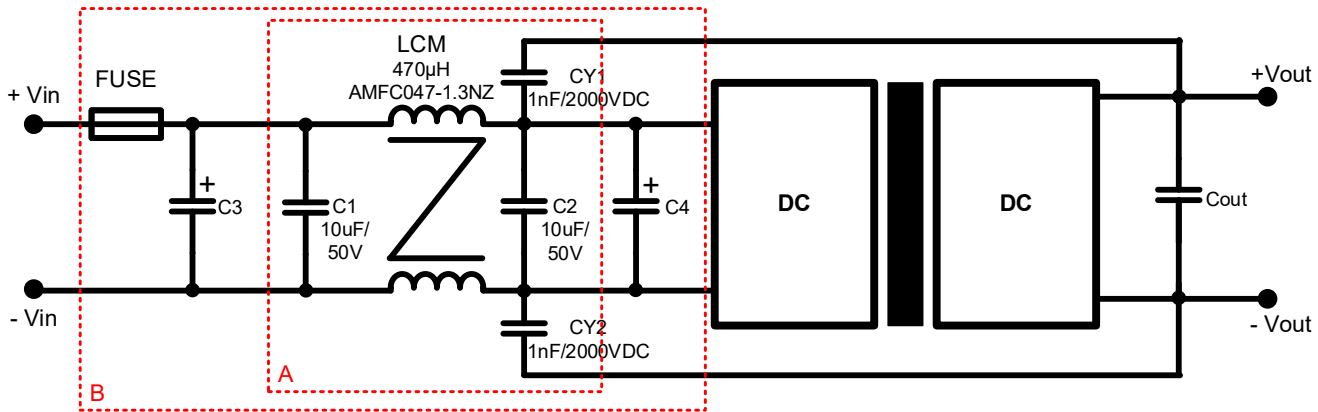 LCM
470µH
AMFC047-1.3NZ
FUSE
CY1
1nF/2000VDC
+ Vin
+Vout
+
C3
C1
10uF/
50V
C2
10uF/
50V
+
C4
DC
DC
Cout
- Vin
- Vout
CY2
1nF/2000VDC
A
B